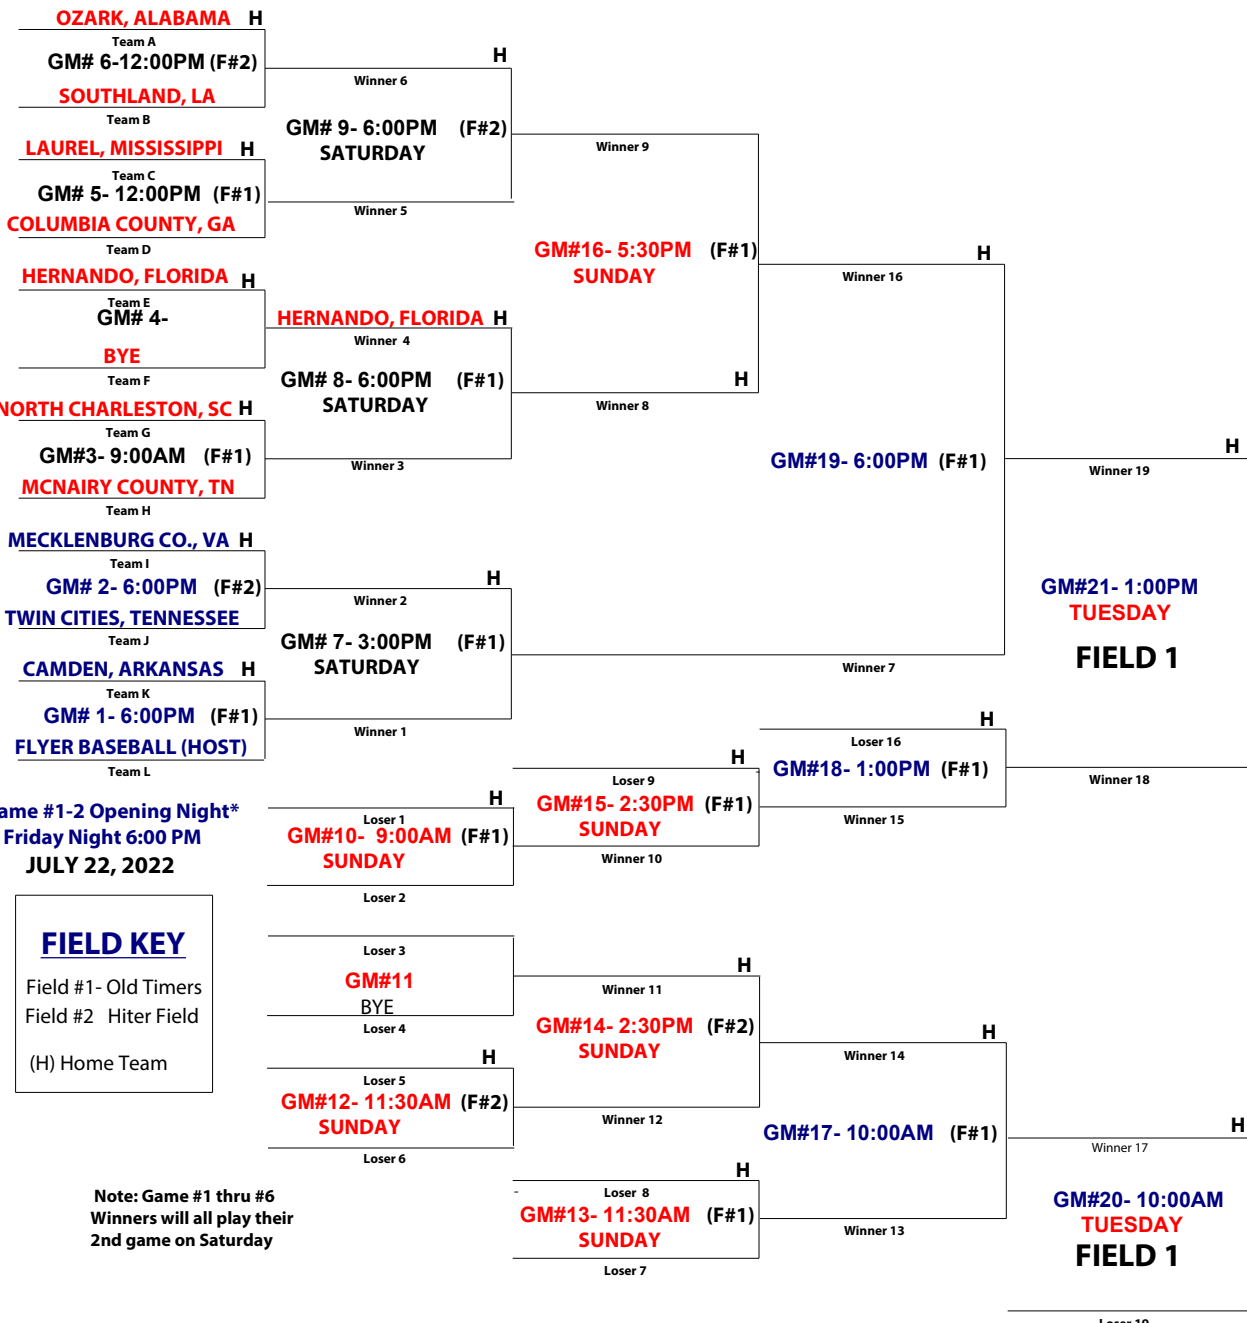 OZARK, ALABAMA H
Team A
GM# 6-12:00PM (F#2)
SOUTHLAND, LA
Team B
LAUREL, MISSISSIPPI H
Team C
GM# 5- 12:00PM (F#1)
COLUMBIA COUNTY, GA
Team D
HERNANDO, FLORIDA H
Team E
GM# 4-
BYE
Team F
NORTH CHARLESTON, SC H
Team G
GM#3- 9:00AM (F#1)
MCNAIRY COUNTY, TN
Team H
MECKLENBURG CO., VA H
Team I
GM# 2- 6:00PM (F#2)
TWIN CITIES, TENNESSEE
Team J
CAMDEN, ARKANSAS H
Team K
GM# 1- 6:00PM (F#1)
FLYER BASEBALL (HOST)
Team L
ame #1-2 Opening Night*
Friday Night 6:00 PM
JULY 22, 2022
FIELD KEY
Field #1- Old Timers
Field #2 Hiter Field
(H) Home Team
Note: Game #1 thru #6
Winners will all play their
2nd game on Saturday
H
Winner 6
GM# 9- 6:00PM (F#2)
SATURDAY
Winner 5
HERNANDO, FLORIDA H
Winner 4
GM# 8- 6:00PM (F#1)
SATURDAY
Winner 3
H
Winner 2
GM# 7- 3:00PM (F#1)
SATURDAY
Winner 1
H
Loser 1
GM#10- 9:00AM (F#1)
SUNDAY
Loser 2
Loser 3
GM#11
BYE
Loser 4
H
Loser 5
GM#12- 11:30AM (F#2)
SUNDAY
Loser 6
Winner 9
GM#16- 5:30PM (F#1)
SUNDAY
H
Winner 8
H
Loser 9
GM#15- 2:30PM (F#1)
SUNDAY
Winner 10
H
Winner 11
GM#14- 2:30PM (F#2)
SUNDAY
Winner 12
H
Loser 8
GM#13- 11:30AM (F#1)
SUNDAY
Loser 7
H
Winner 16
GM#19- 6:00PM (F#1)
Winner 7
H
Loser 16
GM#18- 1:00PM (F#1)
Winner 15
H
Winner 14
GM#17- 10:00AM (F#1)
Winner 13
H
Winner 19
GM#21- 1:00PM
TUESDAY
FIELD 1
Winner 18
H
Winner 17
GM#20- 10:00AM
TUESDAY
FIELD 1
Loser 19